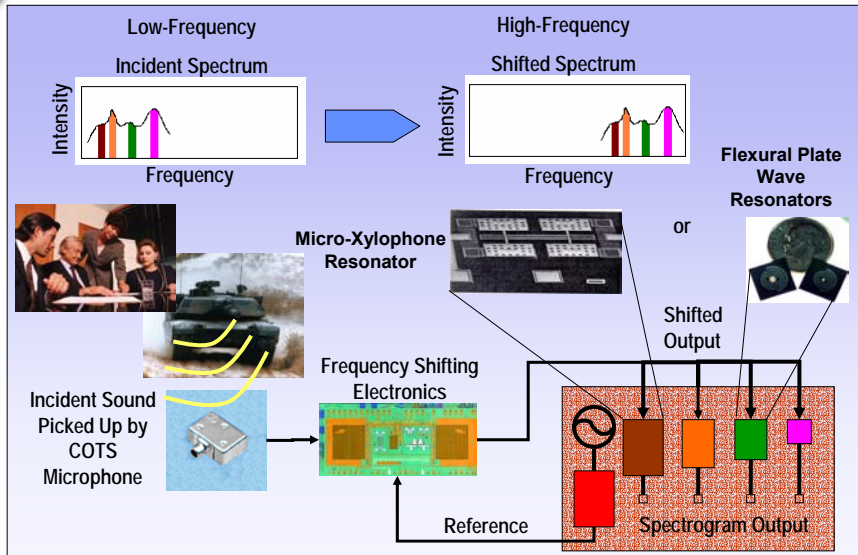 Low-Frequency
High-Frequency
Incident Spectrum
Shifted Spectrum
Intensity
Intensity
Frequency
Frequency
Flexural Plate
Wave
Resonators
Micro-Xylophone
Resonator
or
Shifted
Output
Frequency Shifting
Electronics
Incident Sound
Picked Up by
COTS
Microphone
Reference
Spectrogram Output